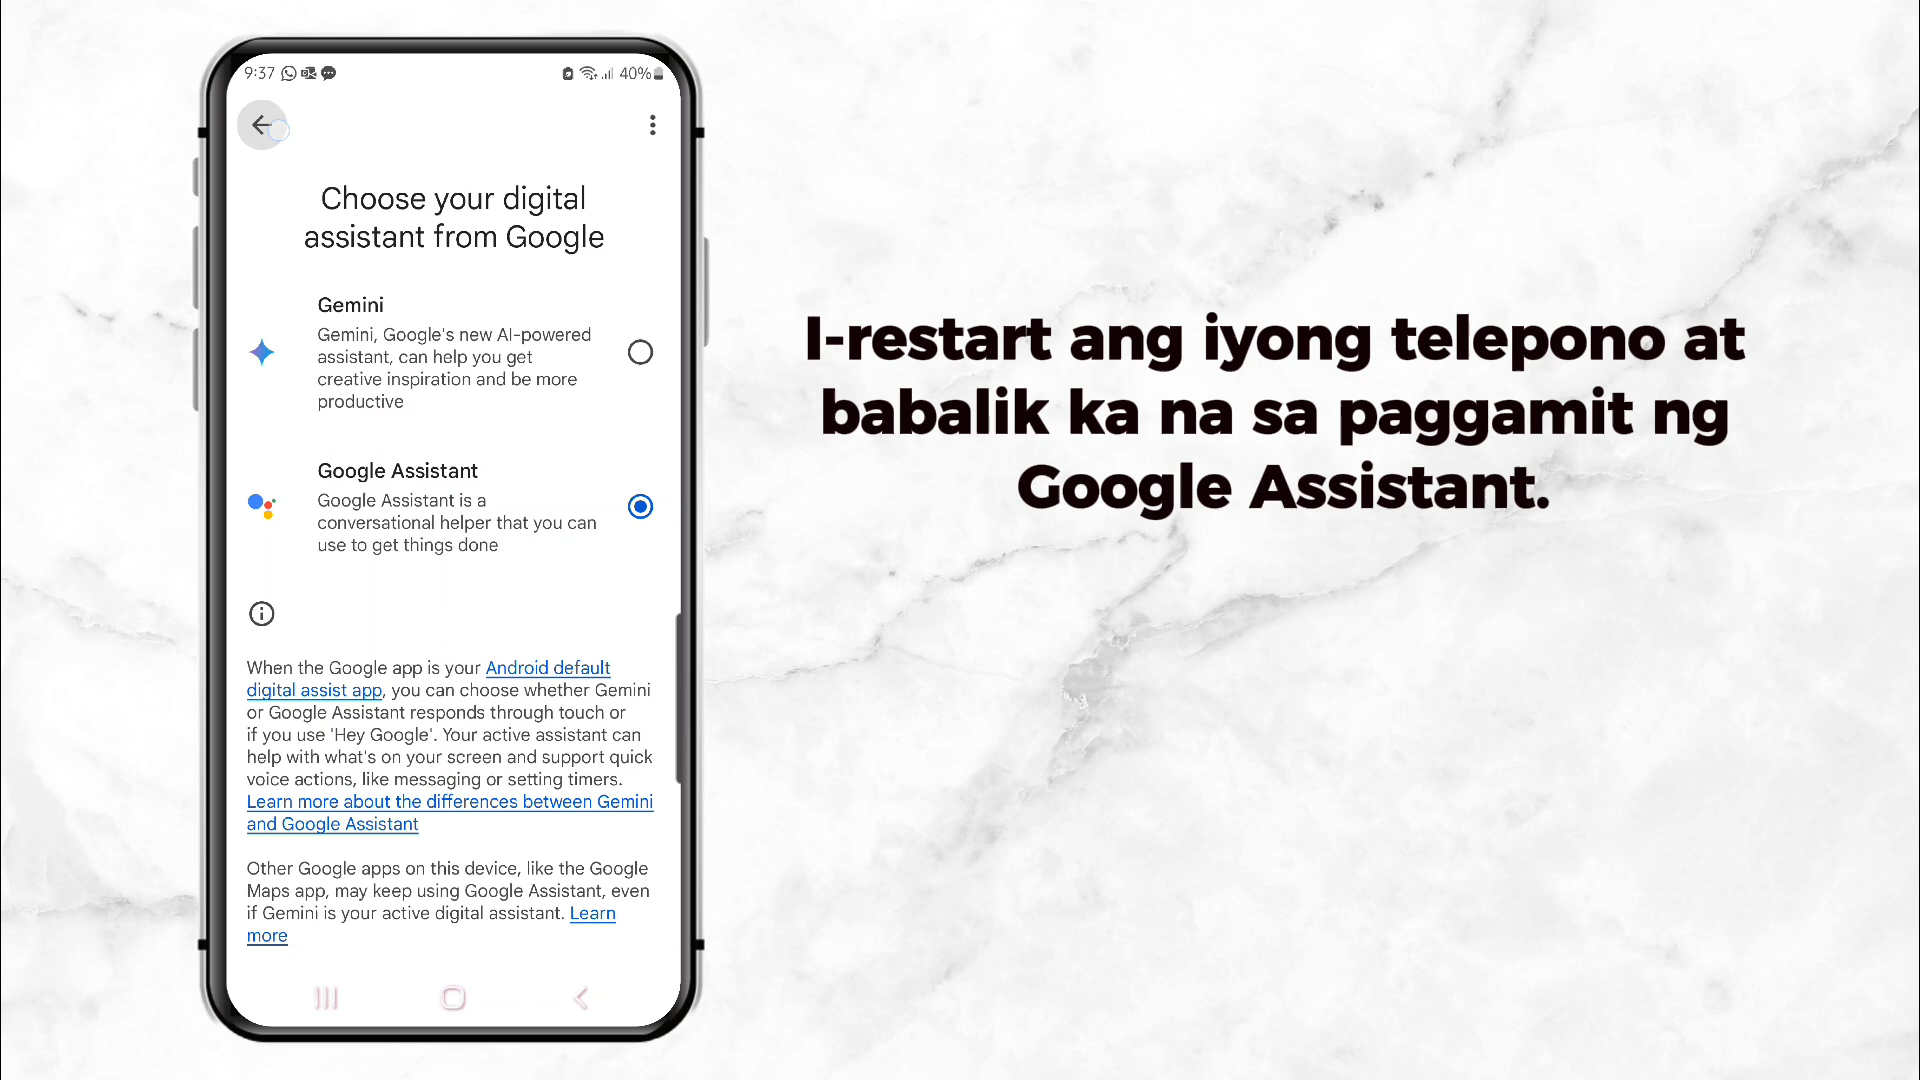 9:37
40%
Choose your digital
assistant from Google
Gemini
Gemini, Google's new AI-powered
assistant, can help you get
creative inspiration and be more
productive
Google Assistant
Google Assistant is a
conversational helper that you can
use to get things done
When the Google app is your Android default
digital assist app, you can choose whether Gemini
or Google Assistant responds through touch or
if you use 'Hey Google'. Your active assistant can
help with what's on your screen and support quick
voice actions, like messaging or setting timers.
Learn more about the differences between Gemini
and Google Assistant
Other Google apps on this device, like the Google
Maps app, may keep using Google Assistant, even
if Gemini is your active digital assistant. Learn
more
I-restart ang iyong telepono at
babalik ka na sa paggamit ng
Google Assistant.